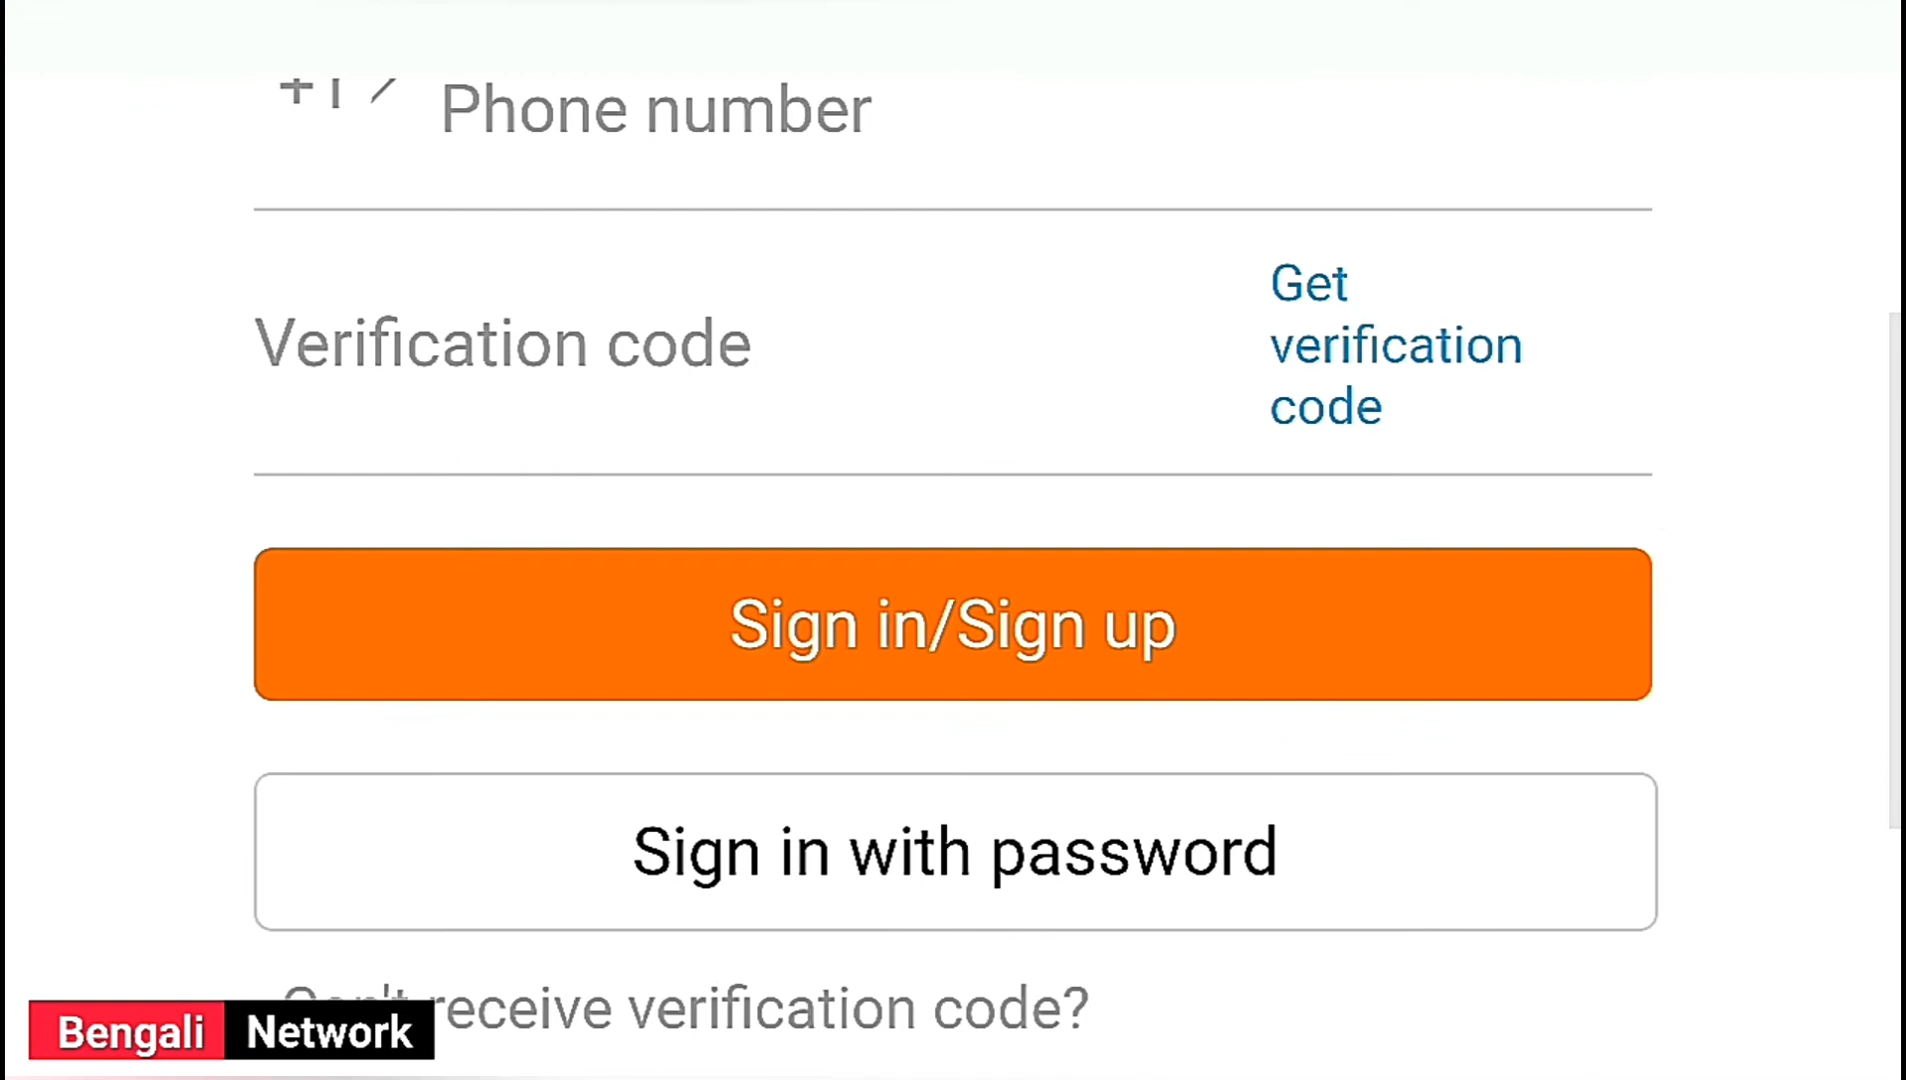 Phone number
Get
verification
Verification code
code
Sign in/Sign up
Sign in with password
Can't receive verification code?
Bengali Network